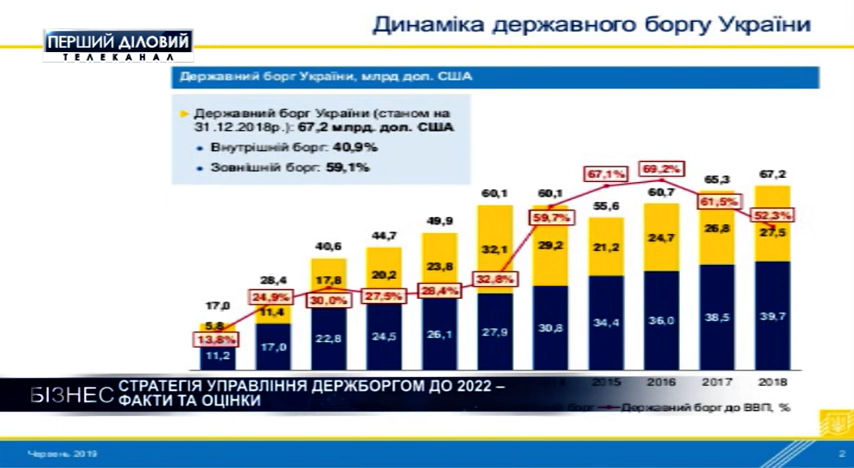 Динаміка державного боргу України
ПЕРШИЙ ДІЛОВИЙ
ТЕЛЕКАНАЛ
Державний борг України, млрд дол. США
Державний борг України (станом на
31.12.2018р.): 67,2 млрд. дол. США
Внутрішній борг: 40,9%
Зовнішній борг: 59,1%
67,1% 69,2% 65,3 67,2
60,1 60,1 55,6 60,7 61,5% 52,3%
40,6 44,7 49,9 59,7%
32,1 29,2 21,2 24,7 26,8 27,5
17,0 28,4 17,8 20,2 23,8 32,8%
24,9% 30,0% 27,5% 28,4%
5,8 11,4
13,8%
11,2 17,0 22,8 24,5 26,1 27,9 30,8 34,4 36,0 38,5 39,7
2015 2016 2017 2018
БІЗНЕС
СТРАТЕГІЯ УПРАВЛІННЯ ДЕРЖБОРГОМ ДО 2022 –
ФАКТИ ТА ОЦІНКИ
борг Державний борг до ВВП, %
Червень 2019
2